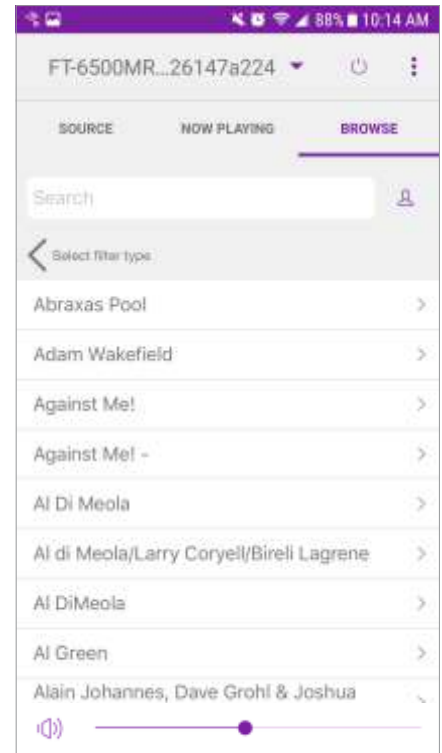 88% 10:14 AM
FT-6500MR...26147a224
SOURCE NOW PLAYING BROWSE
Search
Select filter type
Abraxas Pool
Adam Wakefield
Against Me!
Against Me! -
Al Di Meola
Al di Meola/Larry Coryell/Bireli Lagrene
Al DiMeola
Al Green
Alain Johannes, Dave Grohl & Joshua